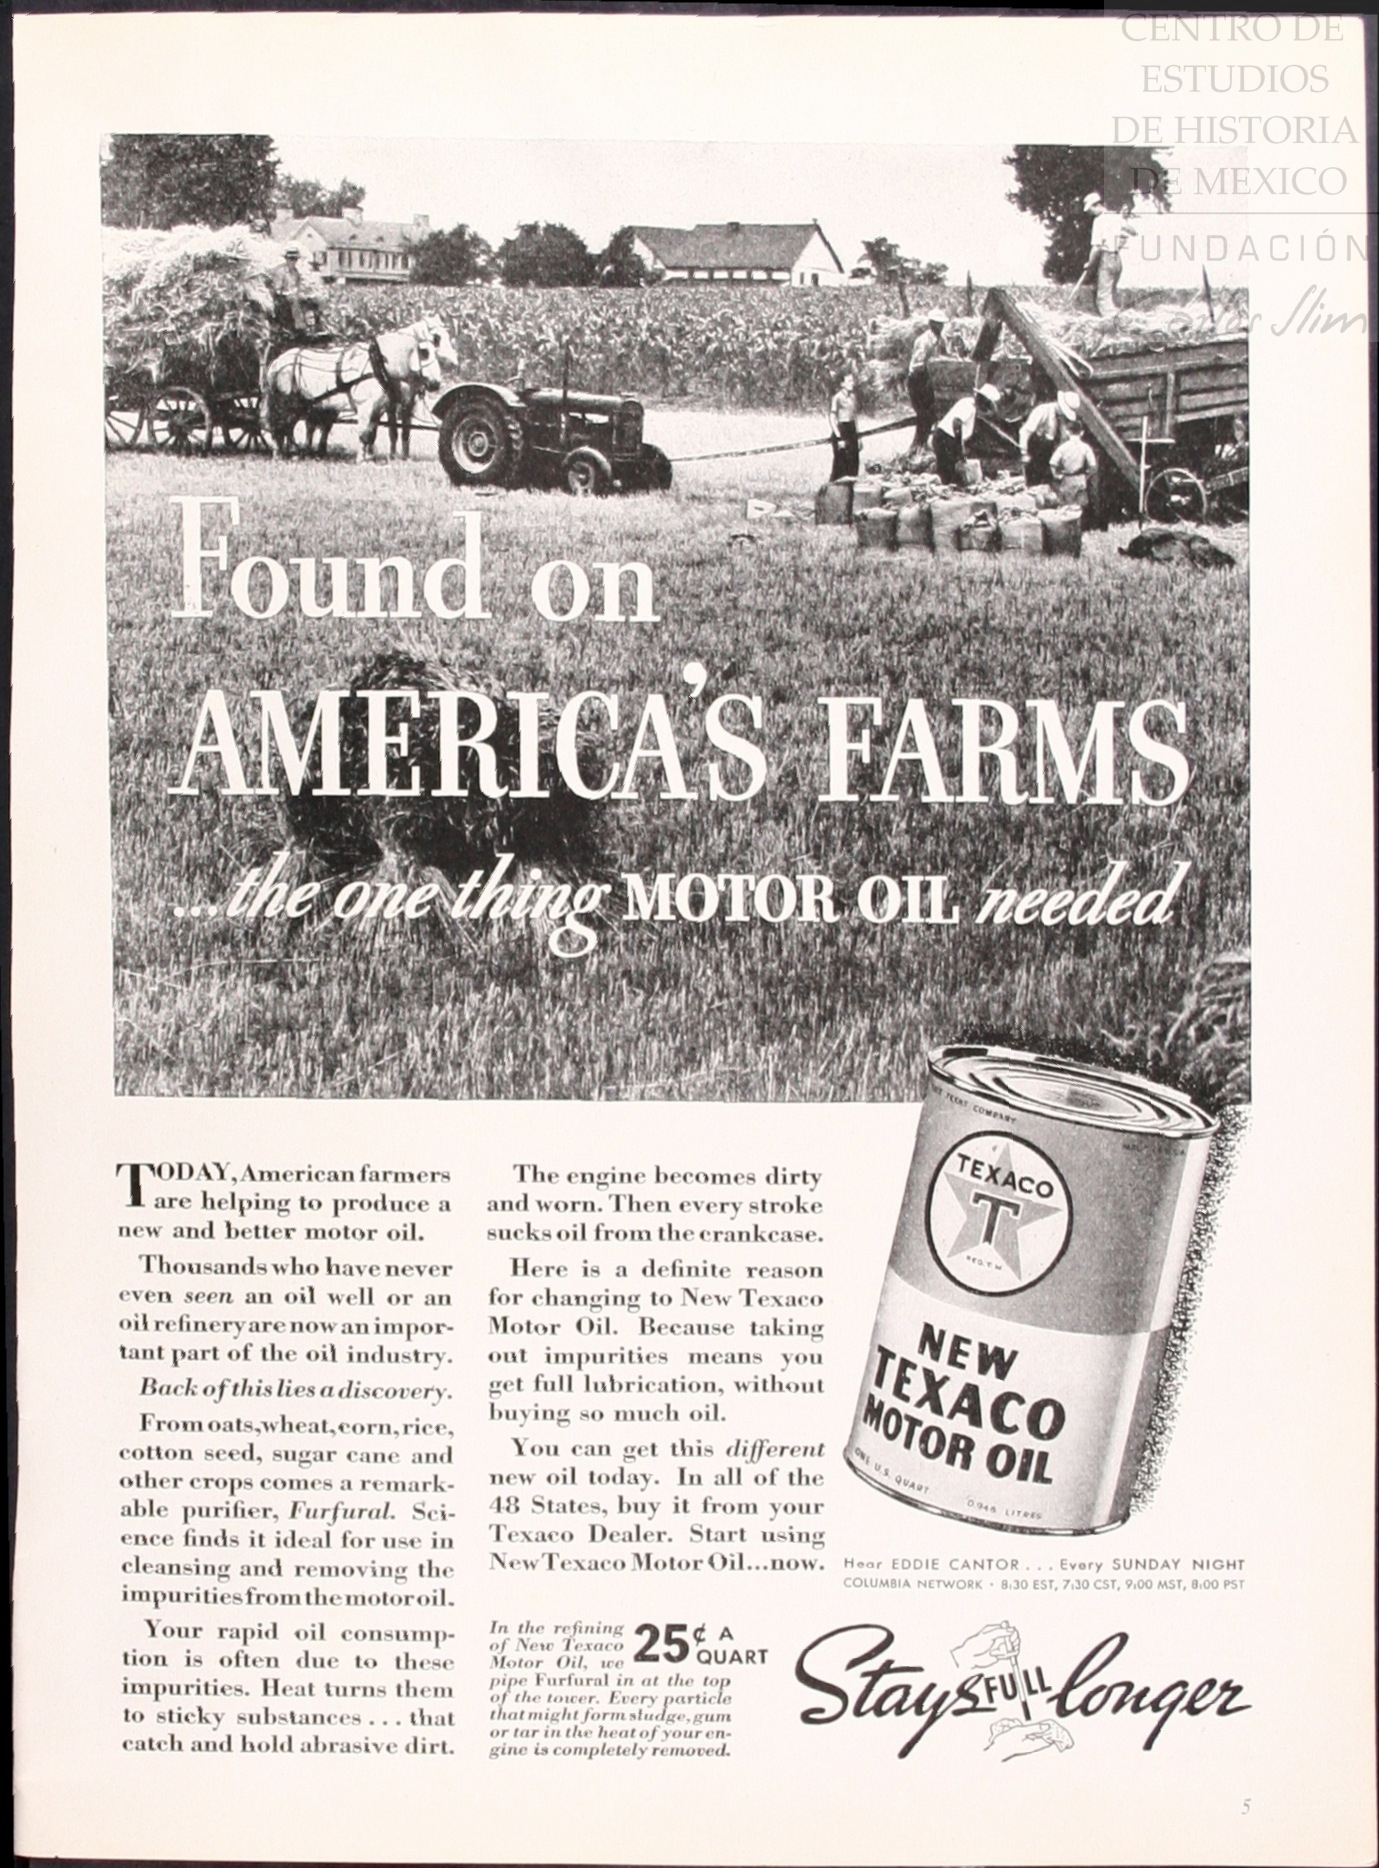 CENTRO DE
ESTUDIOS
DE HISTORIA
DE MEXICO
FUNDACIÓN
Carlos Slim
Found on
AMERICA'S FARMS
...the one thing MOTOR OIL needed
TODAY, American farmers
are helping to produce a
new and better motor oil.
Thousands who have never
even seen an oil well or an
oil refinery are now an impor-
tant part of the oil industry.
Back of this lies a discovery.
From oats, wheat, corn, rice,
cotton seed, sugar cane and
other crops comes a remark-
able purifier, Furfural. Sci-
ence finds it ideal for use in
cleansing and removing the
impurities from the motor oil.
Your rapid oil consump-
tion is often due to these
impurities. Heat turns them
to sticky substances . . . that
catch and hold abrasive dirt.
The engine becomes dirty
and worn. Then every stroke
sucks oil from the crankcase.
Here is a definite reason
for changing to New Texaco
Motor Oil. Because taking
out impurities means you
get full lubrication, without
buying so much oil.
You can get this different
new oil today. In all of the
48 States, buy it from your
Texaco Dealer. Start using
New Texaco Motor Oil...now.
In the refining
of New Texaco
Motor Oil, we
pipe Furfural in at the top
of the tower. Every particle
that might form sludge, gum
or tar in the heat of your en-
gine is completely removed.
25¢ A
QUART
THE TEXAS COMPANY
TEXACO
T
REG. T. M.
NEW
TEXACO
MOTOR OIL
ONE U.S. QUART
0.946 LITRES
Hear EDDIE CANTOR . . . Every SUNDAY NIGHT
COLUMBIA NETWORK • 8:30 EST, 7:30 CST, 9:00 MST, 8:00 PST
Stays FULL longer
5